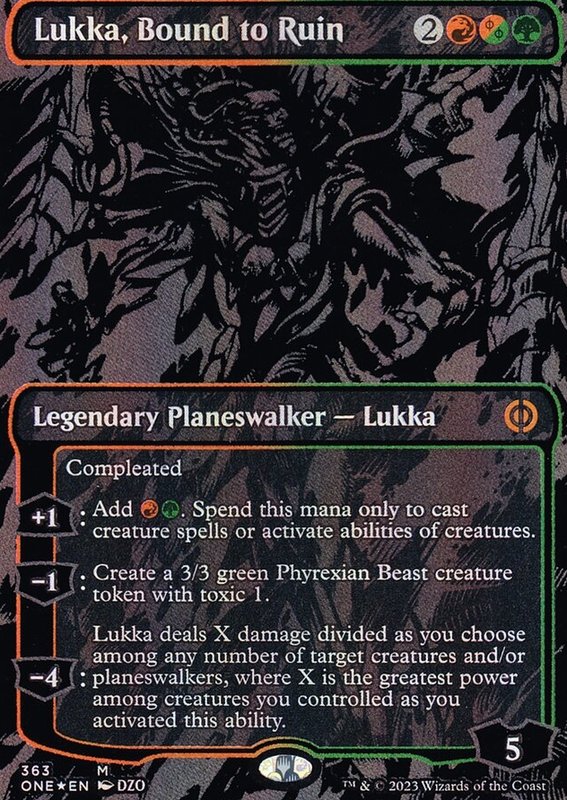 Lukka, Bound to Ruin 2
Legendary Planeswalker — Lukka
Compleated
+1 : Add . Spend this mana only to cast
creature spells or activate abilities of creatures.
−1 : Create a 3/3 green Phyrexian Beast creature
token with toxic 1.
Lukka deals X damage divided as you choose
among any number of target creatures and/or
−4 : planeswalkers, where X is the greatest power
among creatures you controlled as you
activated this ability.
5
363 M
ONE★EN DZO
™ & © 2023 Wizards of the Coast